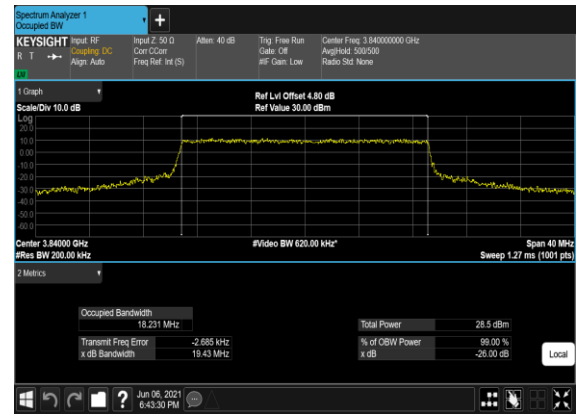 Spectrum Analyzer 1
Occupied BW
+
KEYSIGHT Input: RF Input Z: 50 Ω Atten: 40 dB Trig: Free Run Center Freq: 3.840000000 GHz
R T Coupling: DC Corr CCorr Gate: Off Avg|Hold: 500/500
Align: Auto Freq Ref: Int (S) #IF Gain: Low Radio Std: None
LV
1 Graph
Scale/Div 10.0 dB
Ref Lvl Offset 4.80 dB
Ref Value 30.00 dBm
Log
20.0
10.0
0.00
-10.0
-20.0
-30.0
-40.0
-50.0
-60.0
Center 3.84000 GHz #Video BW 620.00 kHz* Span 40 MHz
#Res BW 200.00 kHz Sweep 1.27 ms (1001 pts)
2 Metrics
Occupied Bandwidth
18.231 MHz Total Power 28.5 dBm
Transmit Freq Error -2.685 kHz % of OBW Power 99.00 %
x dB Bandwidth 19.43 MHz x dB -26.00 dB
Local
? Jun 06, 2021
6:43:30 PM